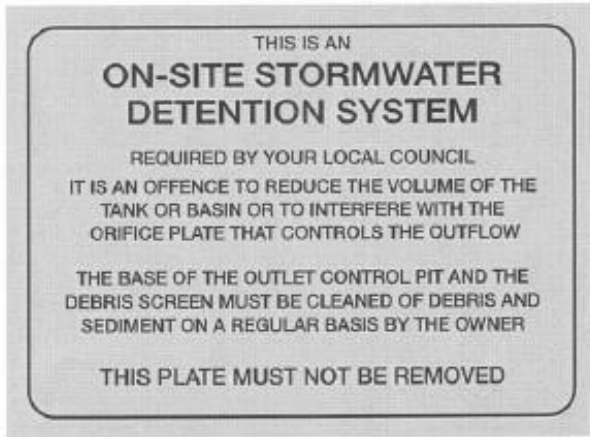 THIS IS AN
ON-SITE STORMWATER
DETENTION SYSTEM
REQUIRED BY YOUR LOCAL COUNCIL
IT IS AN OFFENCE TO REDUCE THE VOLUME OF THE
TANK OR BASIN OR TO INTERFERE WITH THE
ORIFICE PLATE THAT CONTROLS THE OUTFLOW
THE BASE OF THE OUTLET CONTROL PIT AND THE
DEBRIS SCREEN MUST BE CLEANED OF DEBRIS AND
SEDIMENT ON A REGULAR BASIS BY THE OWNER
THIS PLATE MUST NOT BE REMOVED